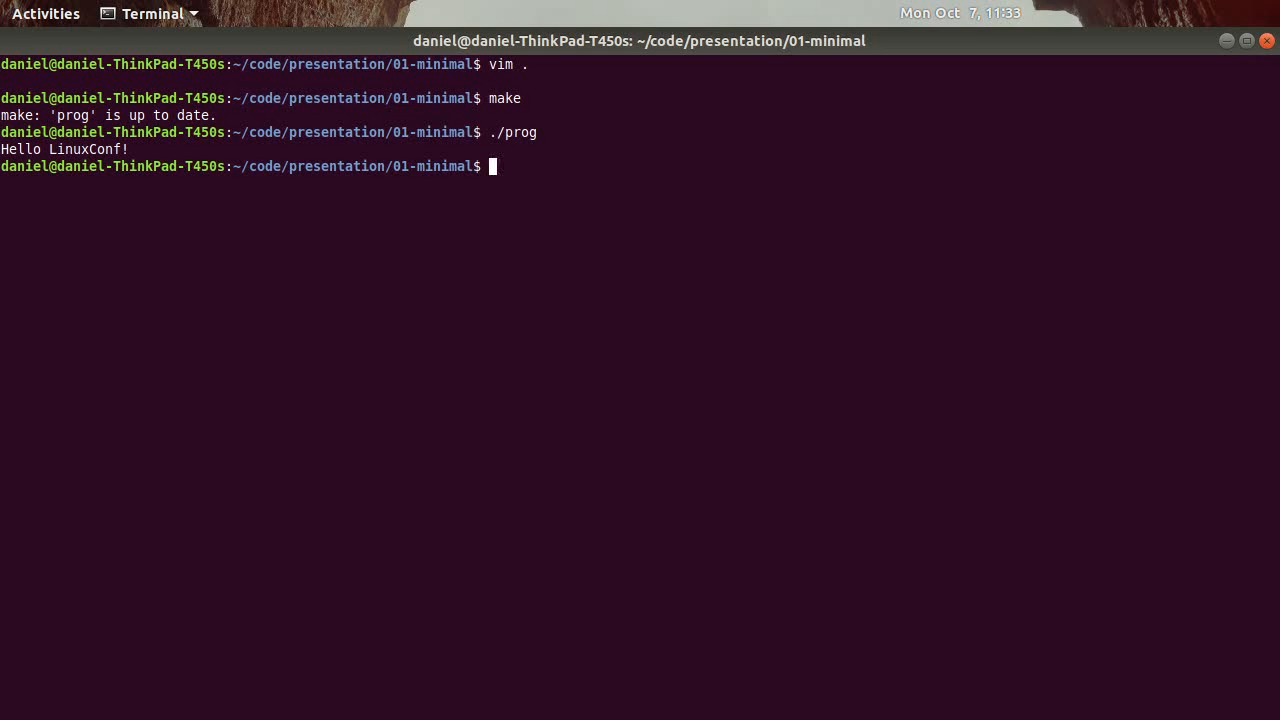 Activities Terminal Mon Oct 7, 11:33
daniel@daniel-ThinkPad-T450s: ~/code/presentation/01-minimal
daniel@daniel-ThinkPad-T450s:~/code/presentation/01-minimal$ vim .
daniel@daniel-ThinkPad-T450s:~/code/presentation/01-minimal$ make
make: 'prog' is up to date.
daniel@daniel-ThinkPad-T450s:~/code/presentation/01-minimal$ ./prog
Hello LinuxConf!
daniel@daniel-ThinkPad-T450s:~/code/presentation/01-minimal$